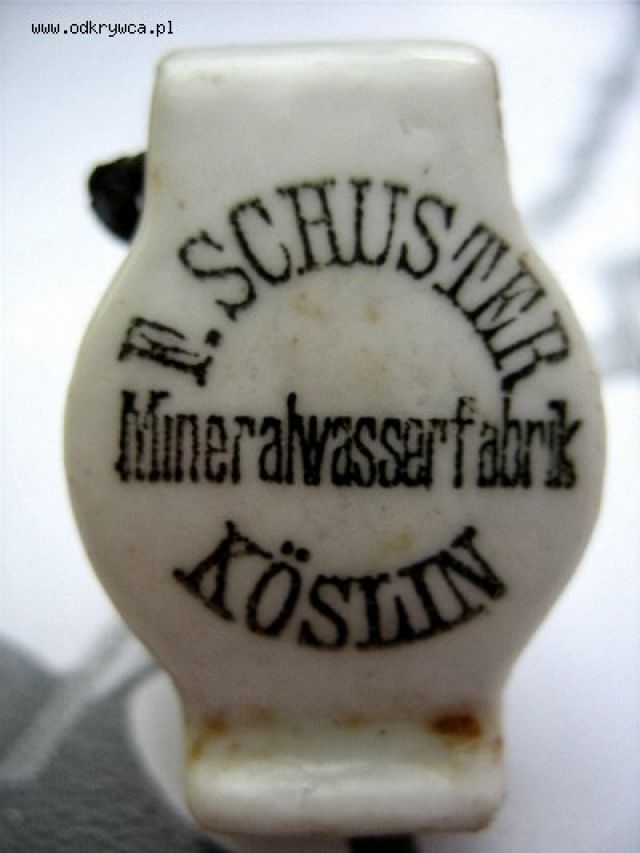 www.odkrywca.pl
E. SCHUSTER
Mineralwasserfabrik
KÖSLIN